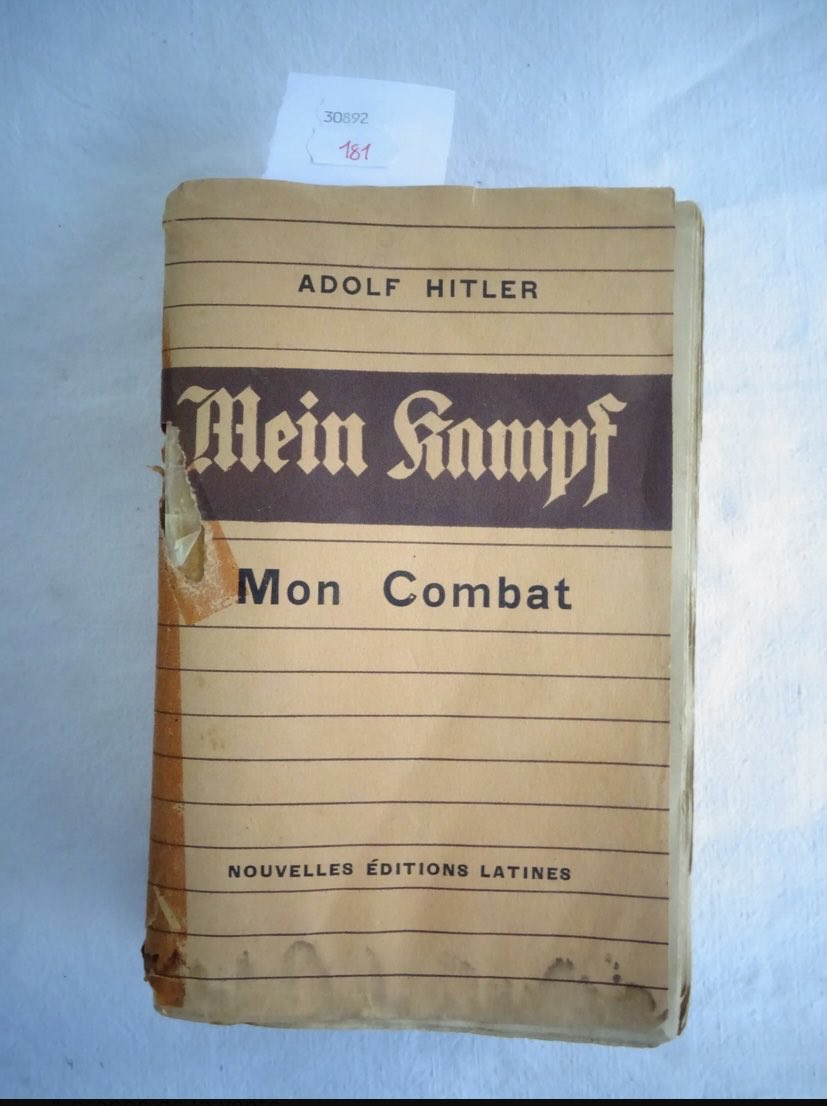 30892
181
ADOLF HITLER
Mein Kampf
Mon Combat
NOUVELLES ÉDITIONS LATINES